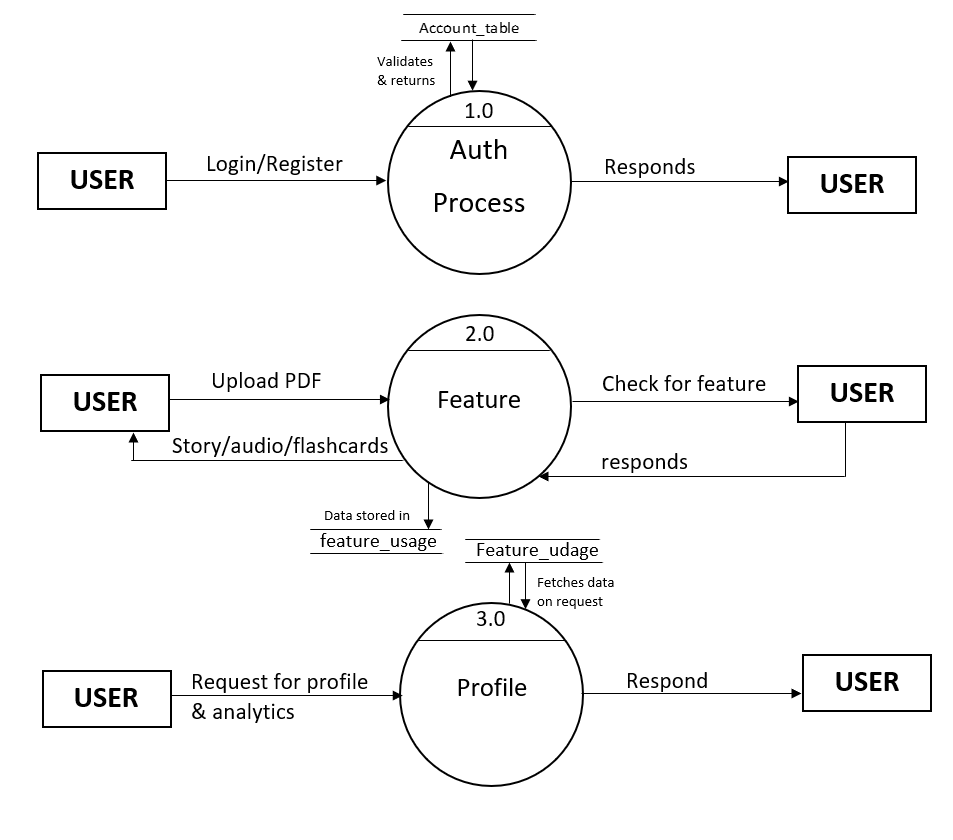 Account_table
Validates
& returns
1.0
Auth
Process
USER
Login/Register
Responds
USER
2.0
Feature
USER
Upload PDF
Check for feature
USER
Story/audio/flashcards
responds
Data stored in
feature_usage
Feature_udage
Fetches data
on request
3.0
Profile
USER
Request for profile
& analytics
Respond
USER